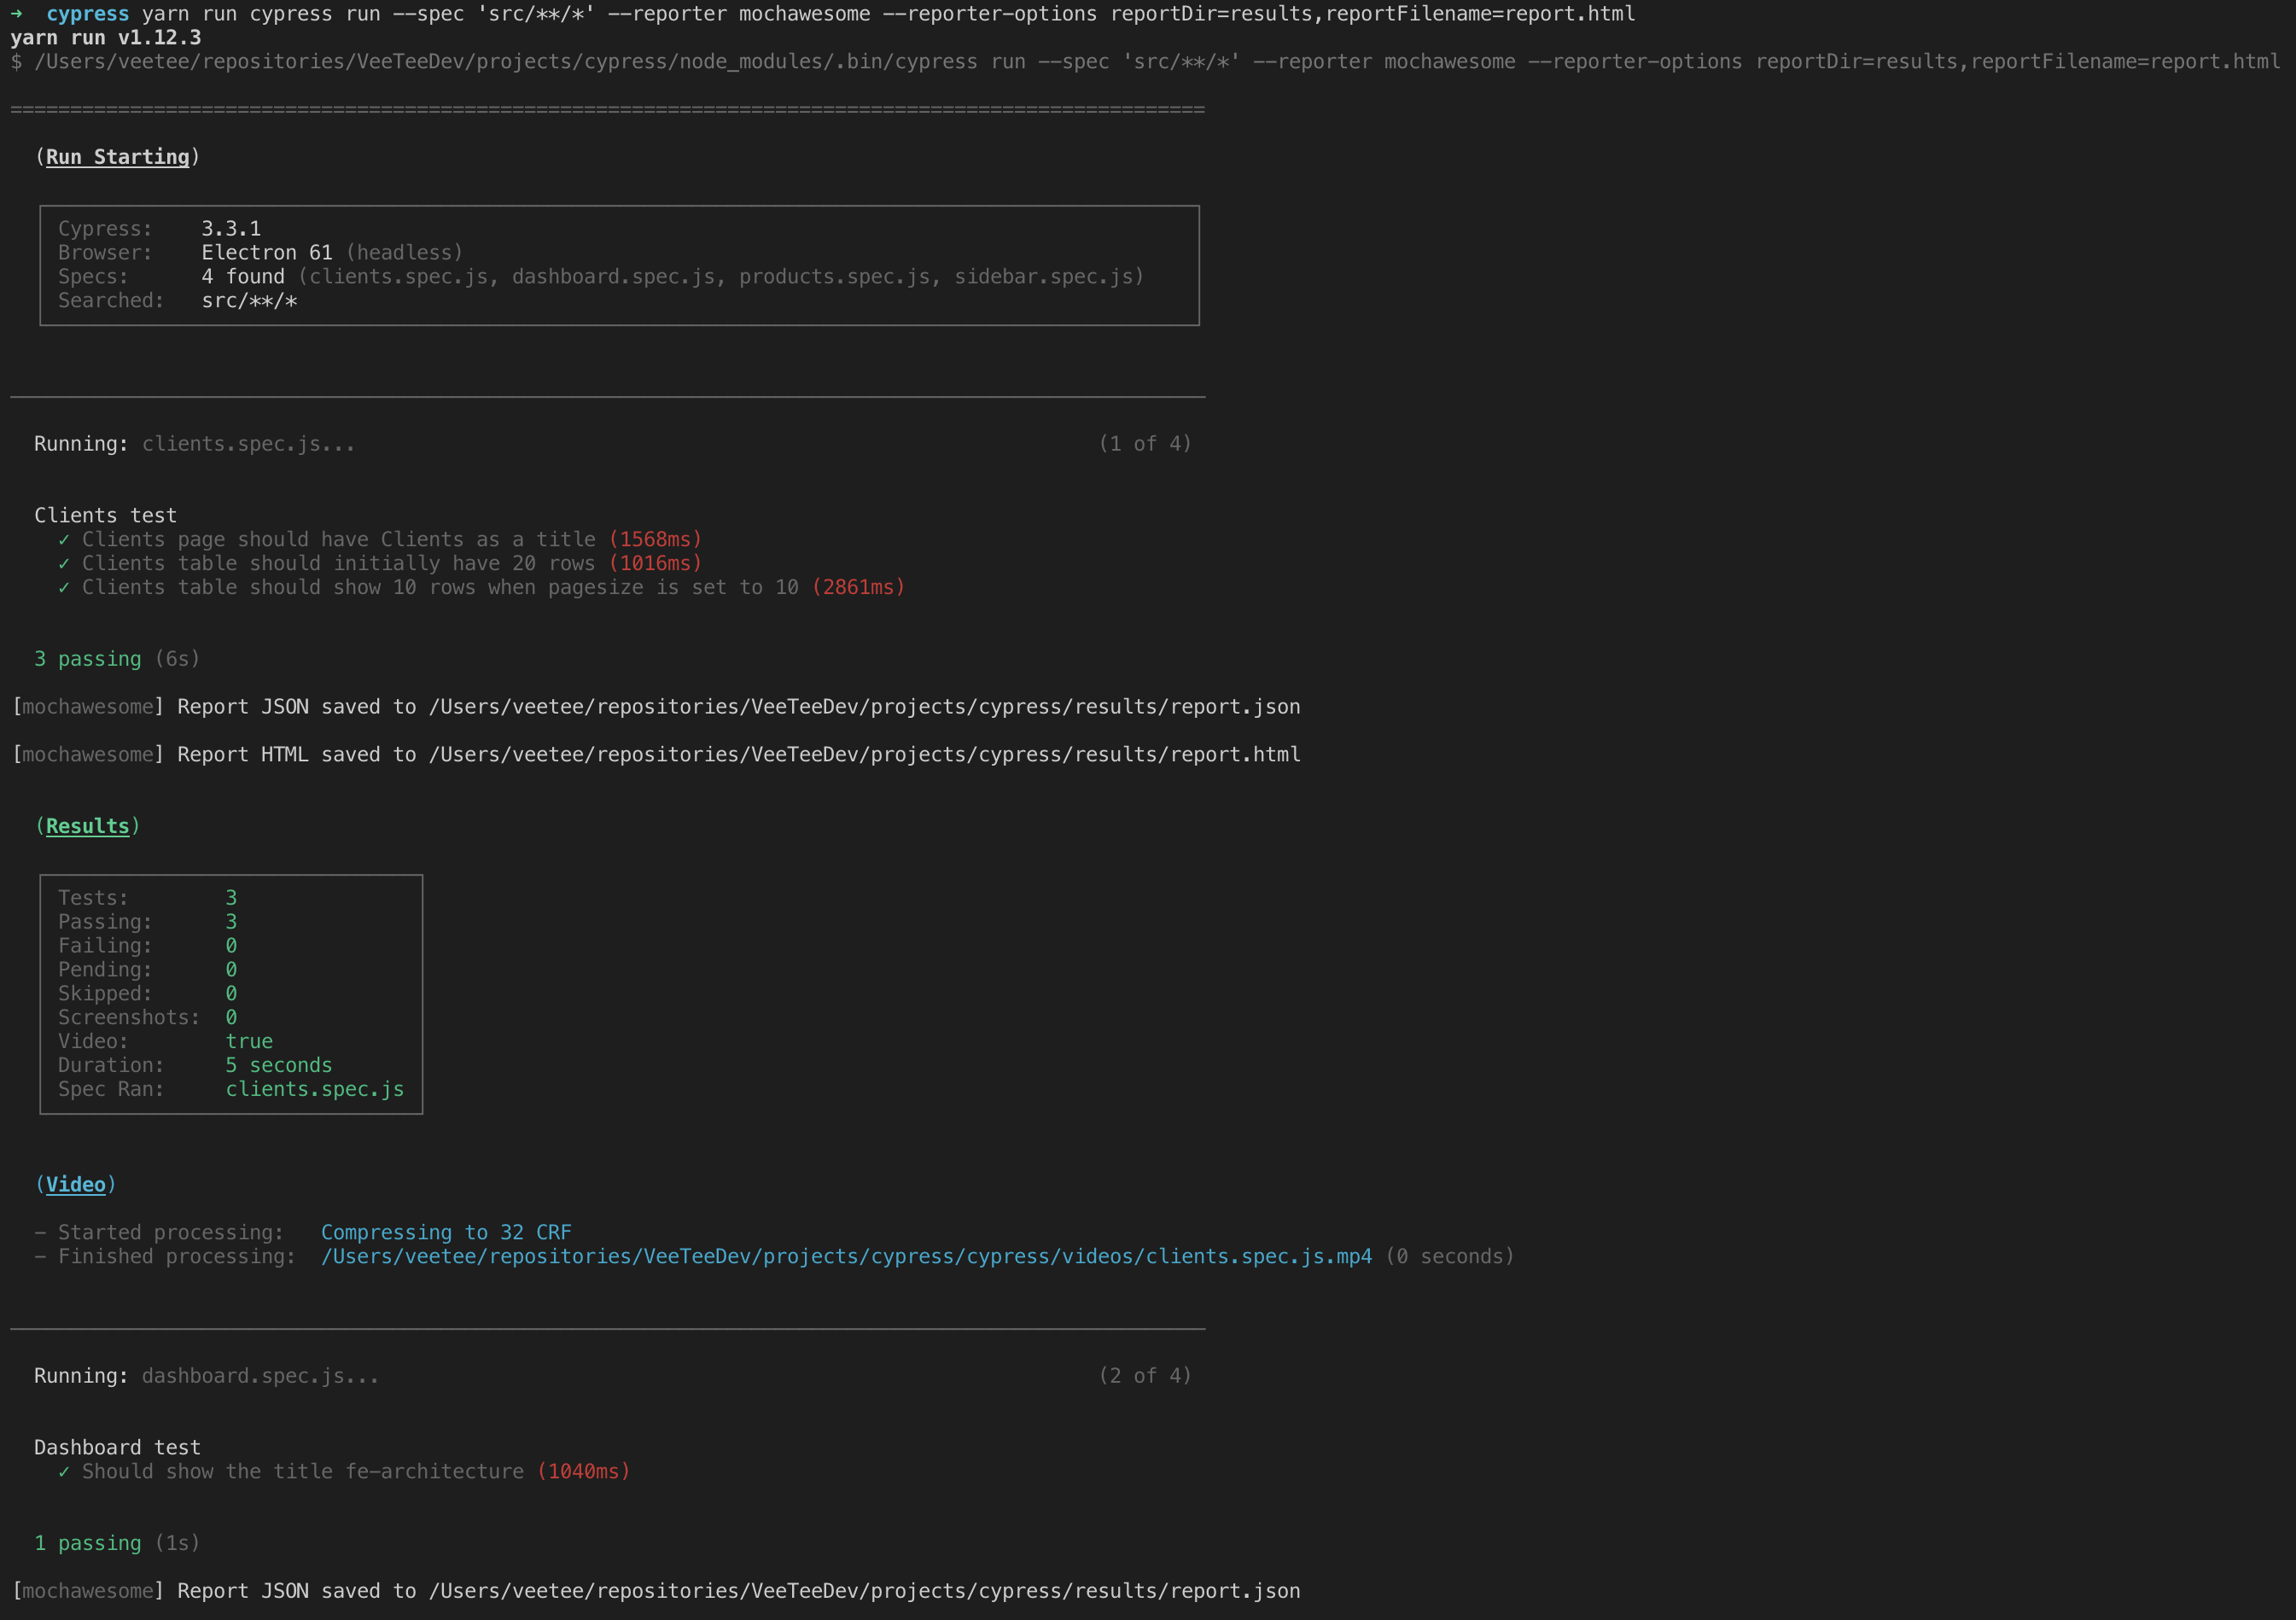 ➜  cypress yarn run cypress run --spec 'src/**/*' --reporter mochawesome --reporter-options reportDir=results,reportFilename=report.html
yarn run v1.12.3
$ /Users/veetee/repositories/VeeTeeDev/projects/cypress/node_modules/.bin/cypress run --spec 'src/**/*' --reporter mochawesome --reporter-options reportDir=results,reportFilename=report.html
====================================================================================================
(Run Starting)
Cypress:    3.3.1
Browser:    Electron 61 (headless)
Specs:      4 found (clients.spec.js, dashboard.spec.js, products.spec.js, sidebar.spec.js)
Searched:   src/**/*
Running: clients.spec.js... (1 of 4)
Clients test
✓ Clients page should have Clients as a title (1568ms)
✓ Clients table should initially have 20 rows (1016ms)
✓ Clients table should show 10 rows when pagesize is set to 10 (2861ms)
3 passing (6s)
[mochawesome] Report JSON saved to /Users/veetee/repositories/VeeTeeDev/projects/cypress/results/report.json
[mochawesome] Report HTML saved to /Users/veetee/repositories/VeeTeeDev/projects/cypress/results/report.html
(Results)
Tests:        3
Passing:      3
Failing:      0
Pending:      0
Skipped:      0
Screenshots:  0
Video:        true
Duration:     5 seconds
Spec Ran:     clients.spec.js
(Video)
- Started processing:   Compressing to 32 CRF
- Finished processing:  /Users/veetee/repositories/VeeTeeDev/projects/cypress/cypress/videos/clients.spec.js.mp4 (0 seconds)
Running: dashboard.spec.js... (2 of 4)
Dashboard test
✓ Should show the title fe-architecture (1040ms)
1 passing (1s)
[mochawesome] Report JSON saved to /Users/veetee/repositories/VeeTeeDev/projects/cypress/results/report.json